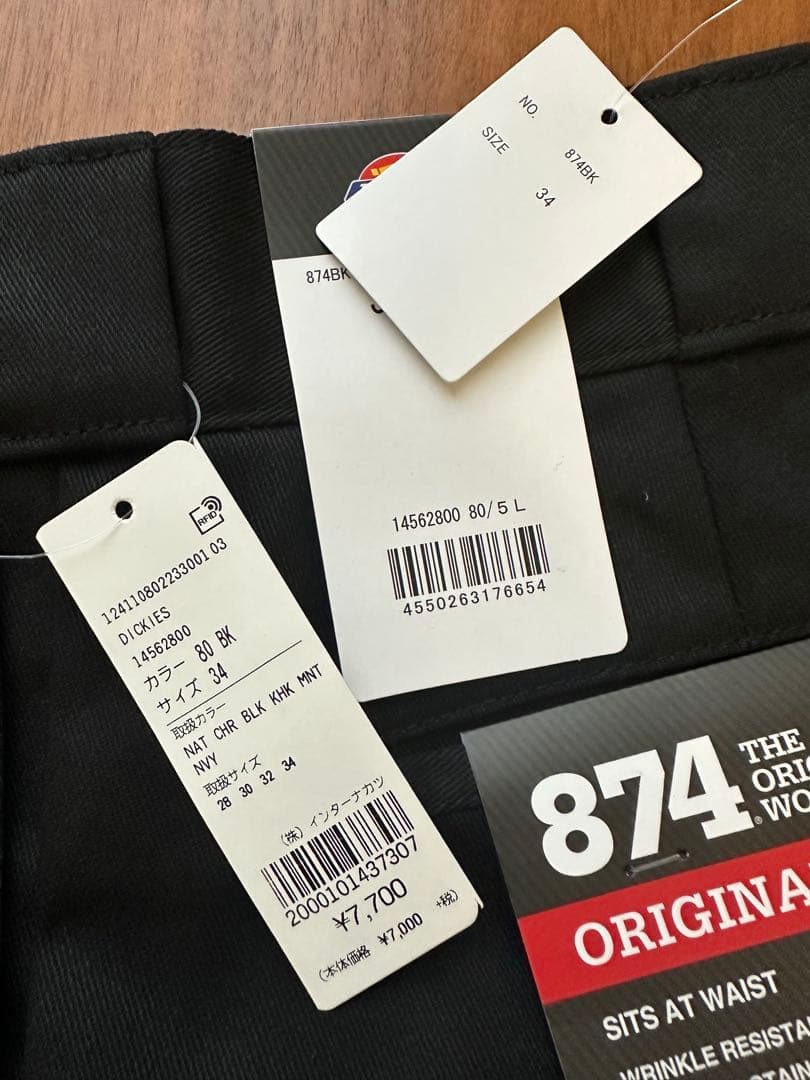 NO.
874BK
SIZE
34
874BK
14562800 80/5 L
4550263176654
RFID
124110802233001 03
DICKIES
14562800
カラー 80 BK
サイズ 34
取扱カラー
NAT CHR BLK KHK MNT
NVY
取扱サイズ
28 30 32 34
(株) インターナカツ
2000101437307
¥7,700
(本体価格 ¥7,000 +税)
874
THE
®
ORIGINA
SITS AT WAIST
WRINKLE RESISTA